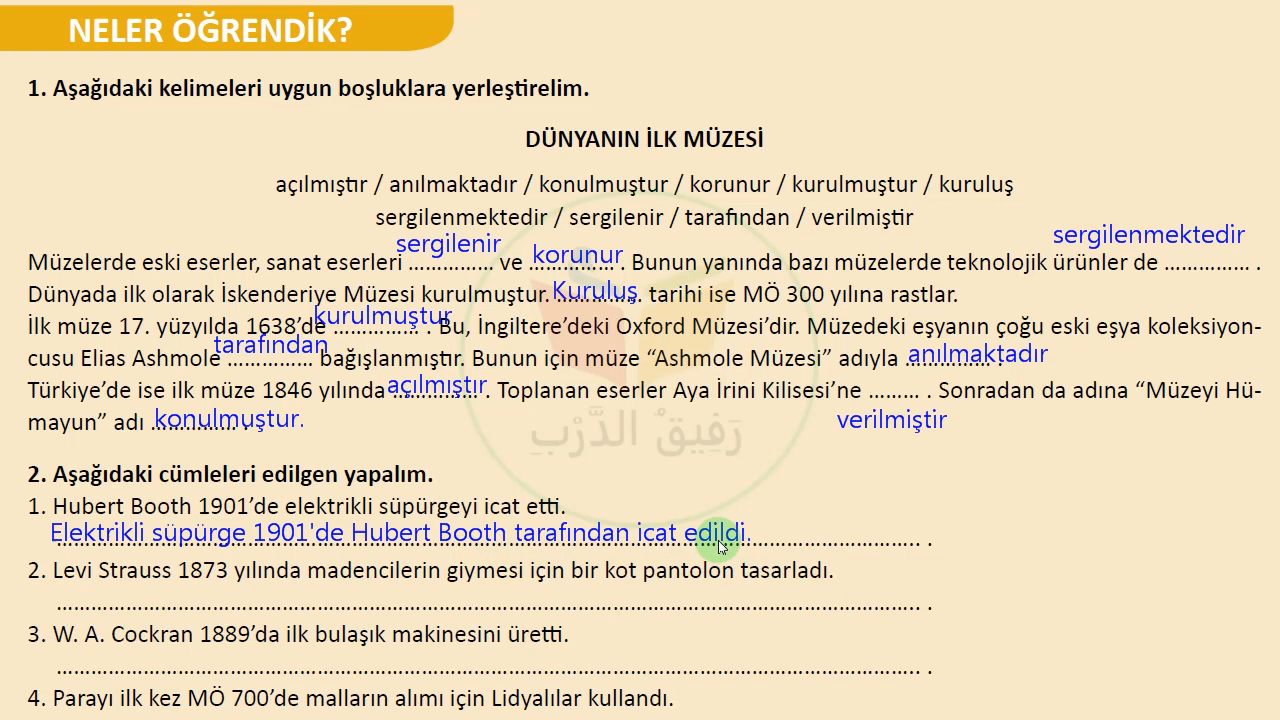 NELER ÖĞRENDİK?
1. Aşağıdaki kelimeleri uygun boşluklara yerleştirelim.
DÜNYANIN İLK MÜZESİ
açılmıştır / anılmaktadır / konulmuştur / korunur / kurulmuştur / kuruluş
sergilenmektedir / sergilenir / tarafından / verilmiştir
sergilenir korunur sergilenmektedir
Müzelerde eski eserler, sanat eserleri …………… ve …………… . Bunun yanında bazı müzelerde teknolojik ürünler de …………… .
Dünyada ilk olarak İskenderiye Müzesi kurulmuştur. Kuruluş tarihi ise MÖ 300 yılına rastlar.
kurulmuştur
İlk müze 17. yüzyılda 1638’de …………… . Bu, İngiltere’deki Oxford Müzesi’dir. Müzedeki eşyanın çoğu eski eşya koleksiyon-
tarafından anılmaktadır
cusu Elias Ashmole …………… bağışlanmıştır. Bunun için müze “Ashmole Müzesi” adıyla …………… .
Türkiye’de ise ilk müze 1846 yılında açılmıştır . Toplanan eserler Aya İrini Kilisesi’ne ……… . Sonradan da adına “Müzeyi Hü-
mayun” adı konulmuştur. verilmiştir
رَفِيقُ الدَّرْبِ
2. Aşağıdaki cümleleri edilgen yapalım.
1. Hubert Booth 1901’de elektrikli süpürgeyi icat etti.
Elektrikli süpürge 1901'de Hubert Booth tarafından icat edildi.
2. Levi Strauss 1873 yılında madencilerin giymesi için bir kot pantolon tasarladı.
3. W. A. Cockran 1889’da ilk bulaşık makinesini üretti.
4. Parayı ilk kez MÖ 700’de malların alımı için Lidyalılar kullandı.